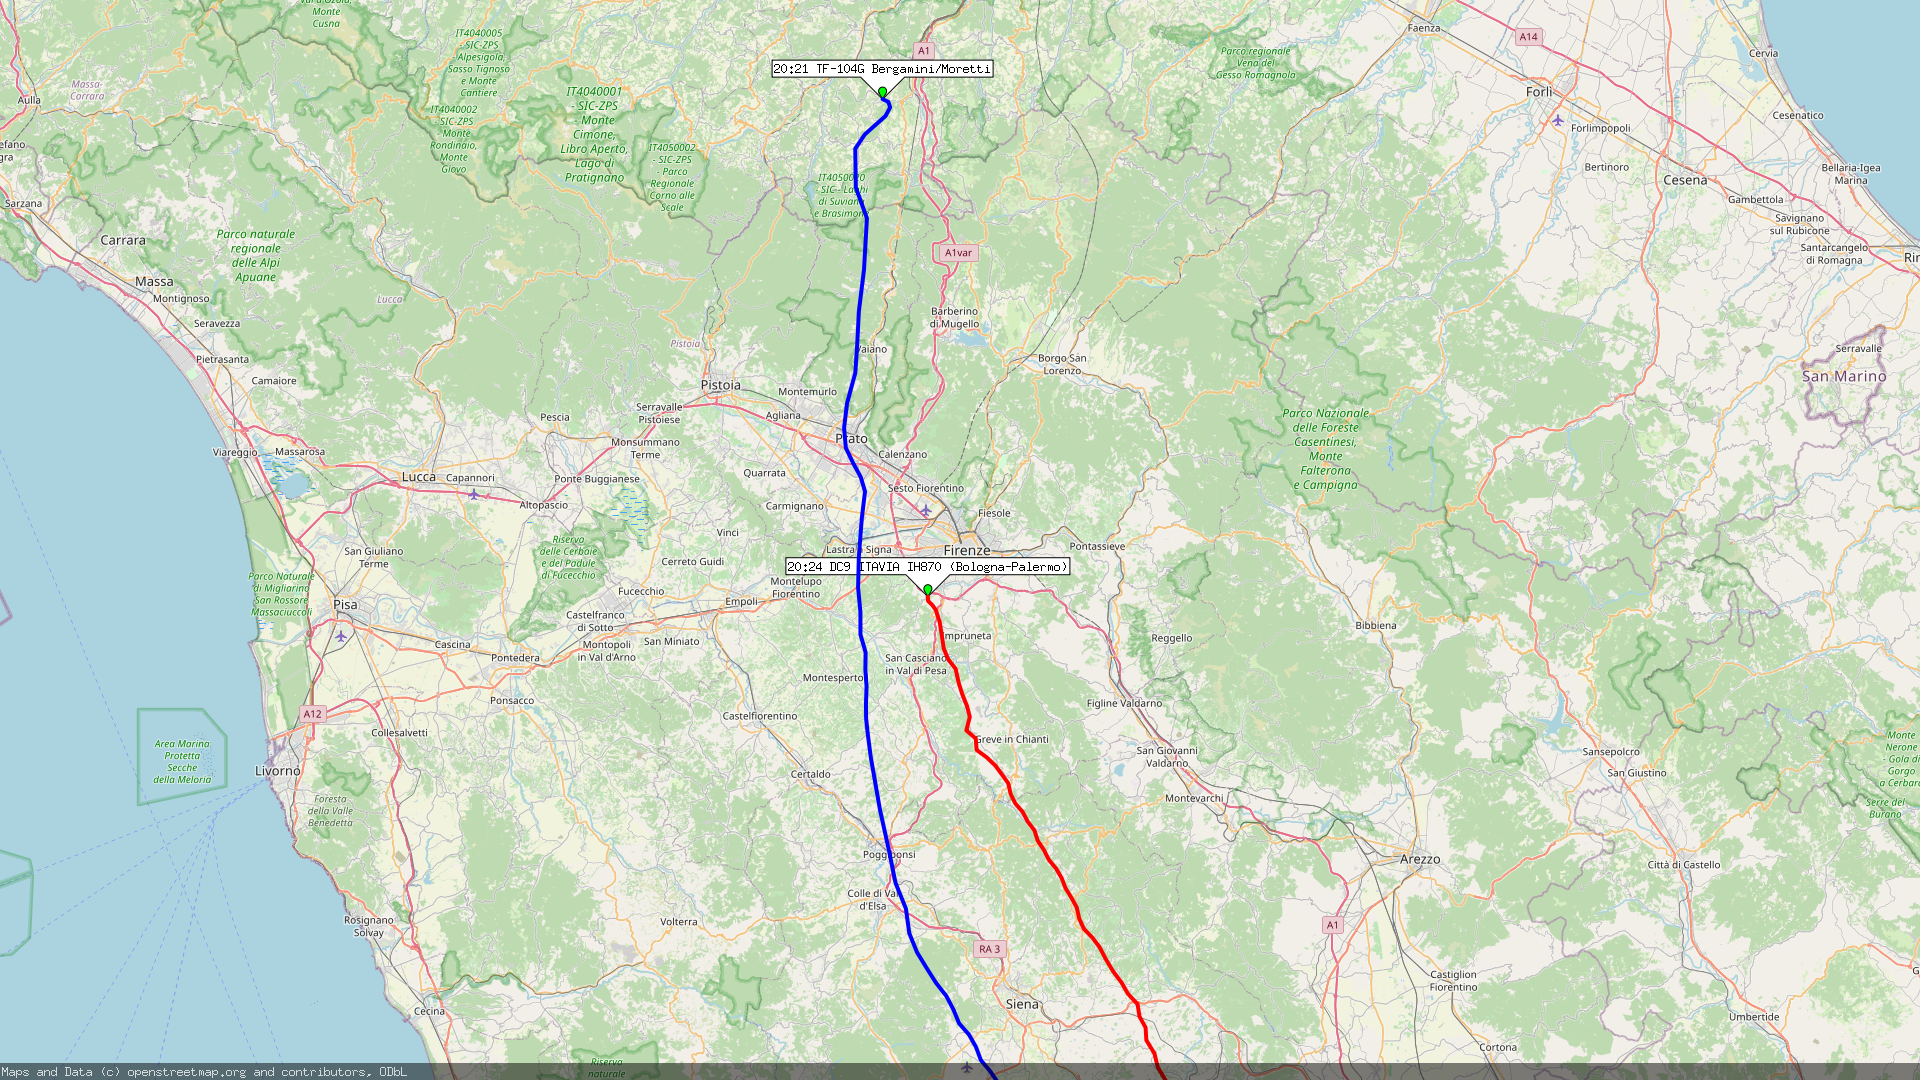 val d'Ozola,
Monte
Cusna
IT4040005
- SIC-ZPS
- Alpesigola,
Sasso Tignoso
e Monte
Cantiere
A1
Parco regionale
Vena del
Gesso Romagnola
Faenza
A14
Cervia
20:21 TF-104G Bergamini/Moretti
Aulla
Massa-
Carrara
IT4040001
- SIC-ZPS
- Monte
Cimone,
Libro Aperto,
Lago di
Pratignano
IT4040002
- SIC-ZPS
- Monte
Rondinaio,
Monte
Giovo
IT4050002
- SIC-ZPS
- Parco
Regionale
Corno alle
Scale
Forlì
Forlimpopoli
Cesenatico
Bertinoro
Cesena
Bellaria-Igea
Marina
Gambettola
Savignano
sul Rubicone
Santarcangelo
di Romagna
Sarzana
Carrara
Parco naturale
regionale
delle Alpi
Apuane
Massa
Montignoso
Lucca
Seravezza
Pietrasanta
Camaiore
A1var
Barberino
di Mugello
Vaiano
Borgo San
Lorenzo
Serravalle
San Marino
Pistoia
Pistoia
Montemurlo
Agliana
Serravalle
Pistoiese
Pescia
Monsummano
Terme
Prato
Calenzano
Parco Nazionale
delle Foreste
Casentinesi,
Monte
Falterona
e Campigna
Viareggio
Massarosa
Lucca
Capannori
Ponte Buggianese
Quarrata
Altopascio
Carmignano
Sesto Fiorentino
Fiesole
Vinci
Riserva
delle Cerbaie
e del Padule
di Fucecchio
San Giuliano
Terme
Lastra a Signa
Firenze
Pontassieve
20:24 DC9 ITAVIA IH870 (Bologna-Palermo)
Cerreto Guidi
Parco Naturale
di Migliarino
San Rossore
Massaciuccoli
Pisa
Fucecchio
Montelupo
Fiorentino
Empoli
Castelfranco
di Sotto
San Miniato
Montopoli
in Val d'Arno
Cascina
Pontedera
Ponsacco
Impruneta
San Casciano
in Val di Pesa
Montespertoli
Reggello
Bibbiena
Figline Valdarno
Castelfiorentino
A12
Collesalvetti
Greve in Chianti
San Giovanni
Valdarno
Area Marina
Protetta
Secche
della Meloria
Livorno
Certaldo
Montevarchi
Foresta
della Valle
Benedetta
Sansepolcro
San Giustino
Monte
Nerone
- Gola di
Gorgo
a Cerbara
Serre del
Burano
Poggibonsi
Arezzo
Città di Castello
Colle di Val
d'Elsa
Rosignano
Solvay
Volterra
RA 3
A1
Castiglion
Fiorentino
Siena
Cecina
Umbertide
Cortona
Riserva
naturale
Maps and Data (c) openstreetmap.org and contributors, ODbL